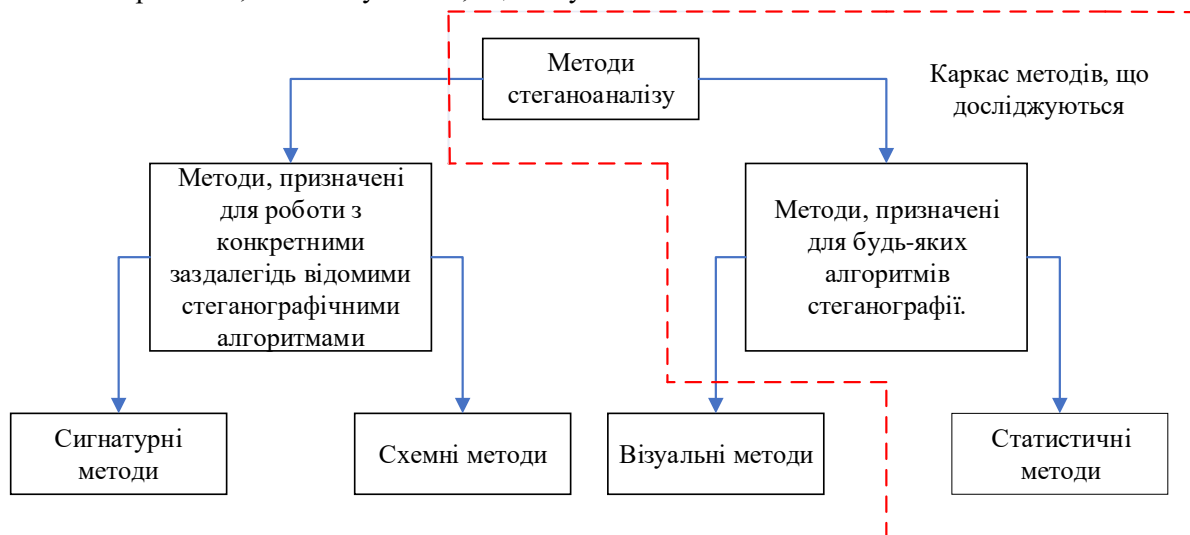 Методи
стеганоаналізу
Каркас методів, що
досліджуються
Методи, призначені
для роботи з
конкретними
заздалегідь відомими
стеганографічними
алгоритмами
Методи, призначені
для будь-яких
алгоритмів
стеганографії.
Сигнатурні
методи
Схемні методи
Візуальні методи
Статистичні
методи